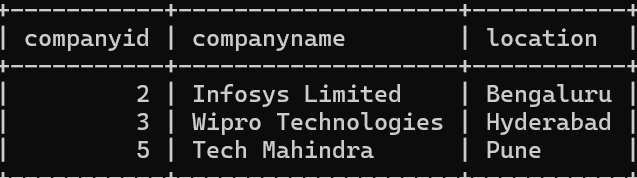 | companyid | companyname | location |
| 2 | Infosys Limited | Bengaluru |
| 3 | Wipro Technologies | Hyderabad |
| 5 | Tech Mahindra | Pune |